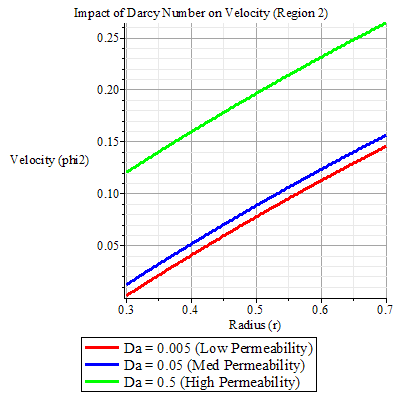 Impact of Darcy Number on Velocity (Region 2)
0.25
0.20
0.15
Velocity (phi2)
0.10
0.05
0.3 0.4 0.5 0.6 0.7
Radius (r)
Da = 0.005 (Low Permeability)
Da = 0.05 (Med Permeability)
Da = 0.5 (High Permeability)